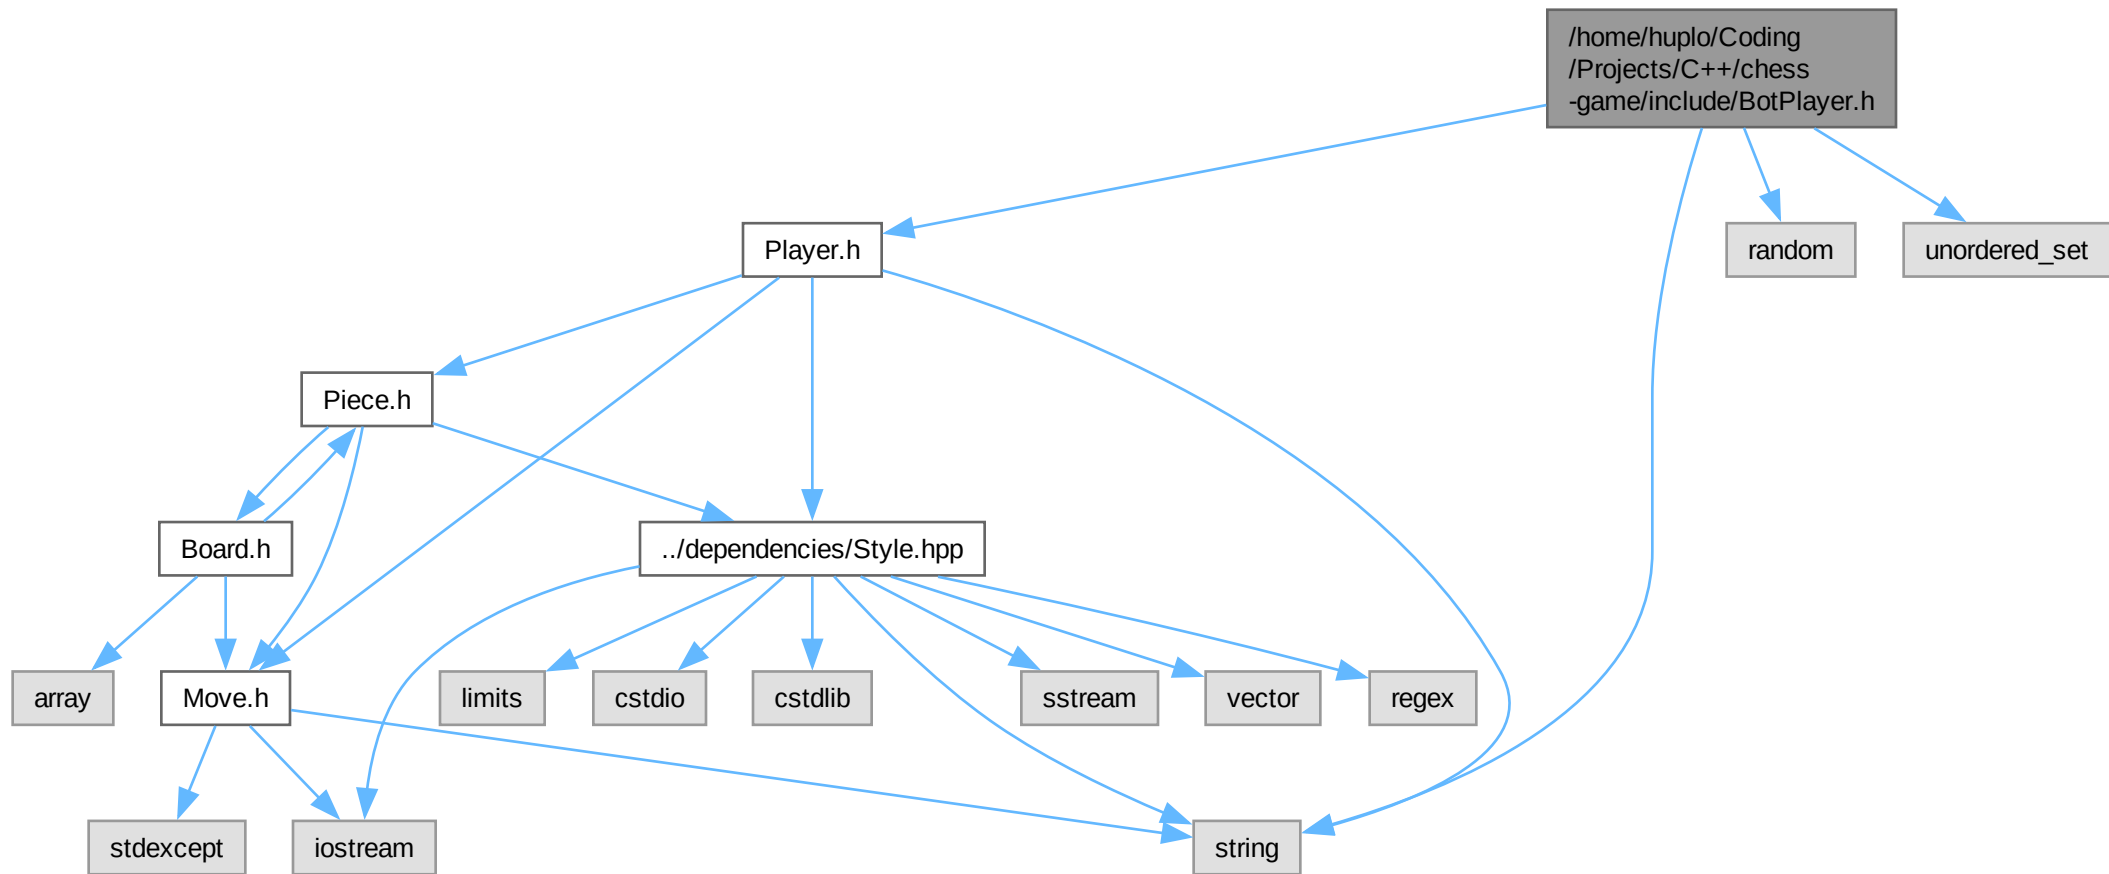 /home/huplo/Coding
/Projects/C++/chess
-game/include/BotPlayer.h
Player.h
random
unordered_set
Piece.h
Board.h
../dependencies/Style.hpp
array
Move.h
limits
cstdio
cstdlib
sstream
vector
regex
stdexcept
iostream
string